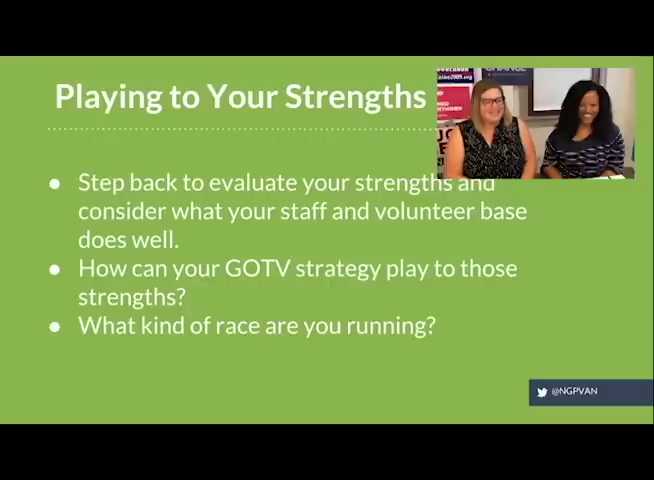 Playing to Your Strengths
● Step back to evaluate your strengths and
consider what your staff and volunteer base
does well.
● How can your GOTV strategy play to those
strengths?
● What kind of race are you running?
CHANGE
@NGPVAN